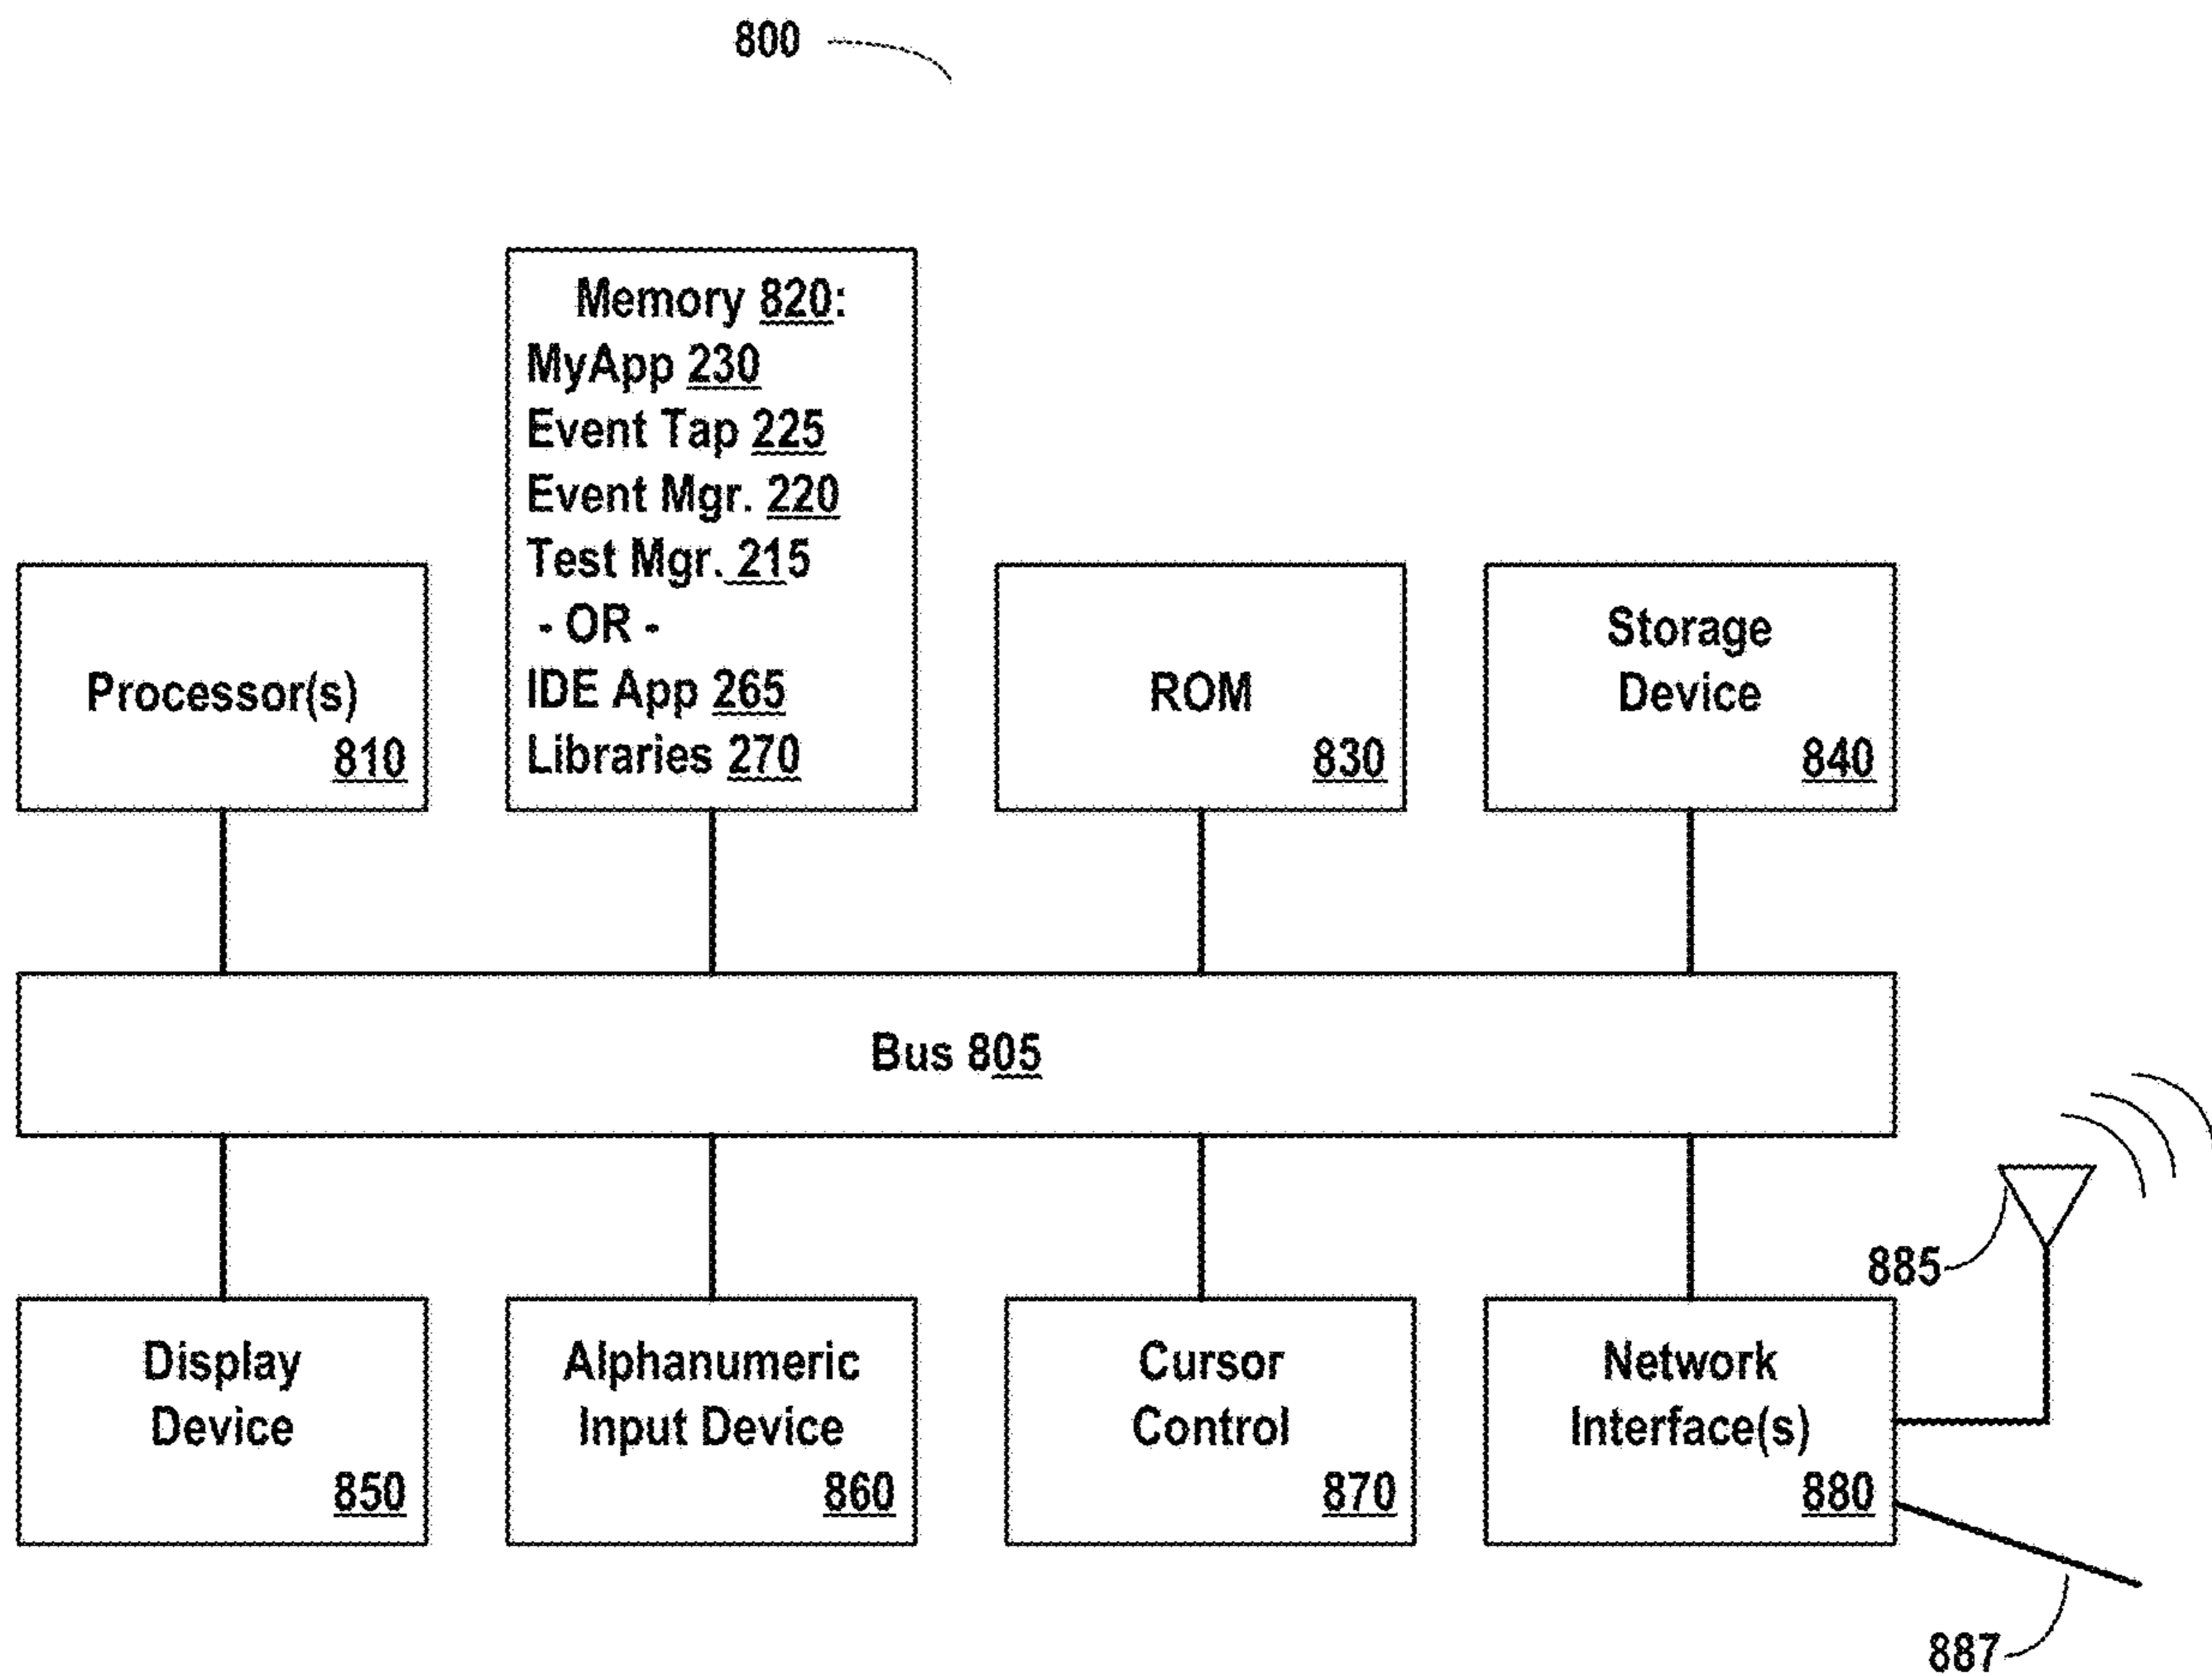 800
Memory 820:
MyApp 230
Event Tap 225
Event Mgr. 220
Test Mgr. 215
- OR -
IDE App 265
Libraries 270
Processor(s)
810
ROM
830
Storage
Device
840
Bus 805
885
Display
Device
850
Alphanumeric
Input Device
860
Cursor
Control
870
Network
Interface(s)
880
887